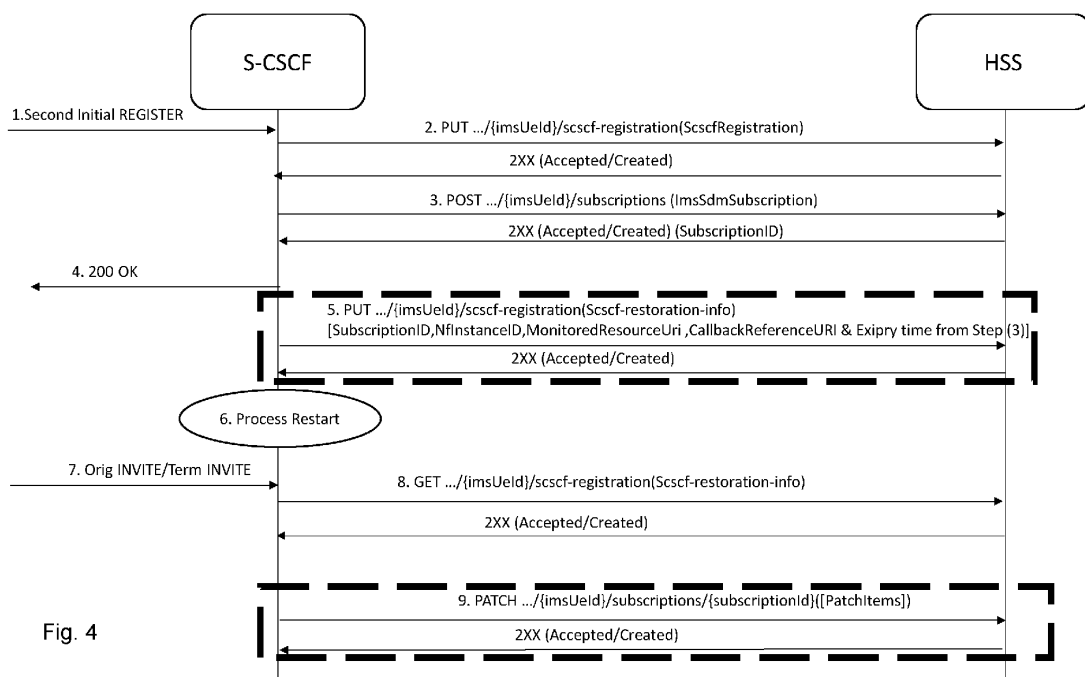 S-CSCF
HSS
1.Second Initial REGISTER
2. PUT .../{imsUeId}/scscf-registration(ScscfRegistration)
2XX (Accepted/Created)
3. POST .../{imsUeId}/subscriptions (ImsSdmSubscription)
2XX (Accepted/Created) (SubscriptionID)
4. 200 OK
5. PUT .../{imsUeId}/scscf-registration(Scscf-restoration-info)
[SubscriptionID,NfInstanceID,MonitoredResourceUri ,CallbackReferenceURI & Exipry time from Step (3)]
2XX (Accepted/Created)
6. Process Restart
7. Orig INVITE/Term INVITE
8. GET .../{imsUeId}/scscf-registration(Scscf-restoration-info)
2XX (Accepted/Created)
9. PATCH .../{imsUeId}/subscriptions/{subscriptionId}([PatchItems])
2XX (Accepted/Created)
Fig. 4